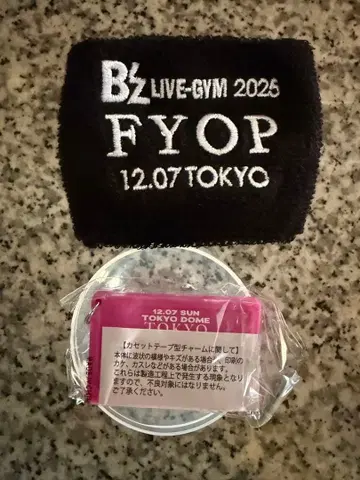 B'z LIVE-GYM 2025
FYOP
12.07 TOKYO
12.07 SUN
TOKYO DOME
TOKYO
【カセットテープ型チャームに関して】
本体に波状の模様やキズがある場合や、印刷の
カケ、カスレなどがある場合があります。
これらは製造工程上で発生する現象となり
ますので、不良対象にはなりません。
ご了承ください。